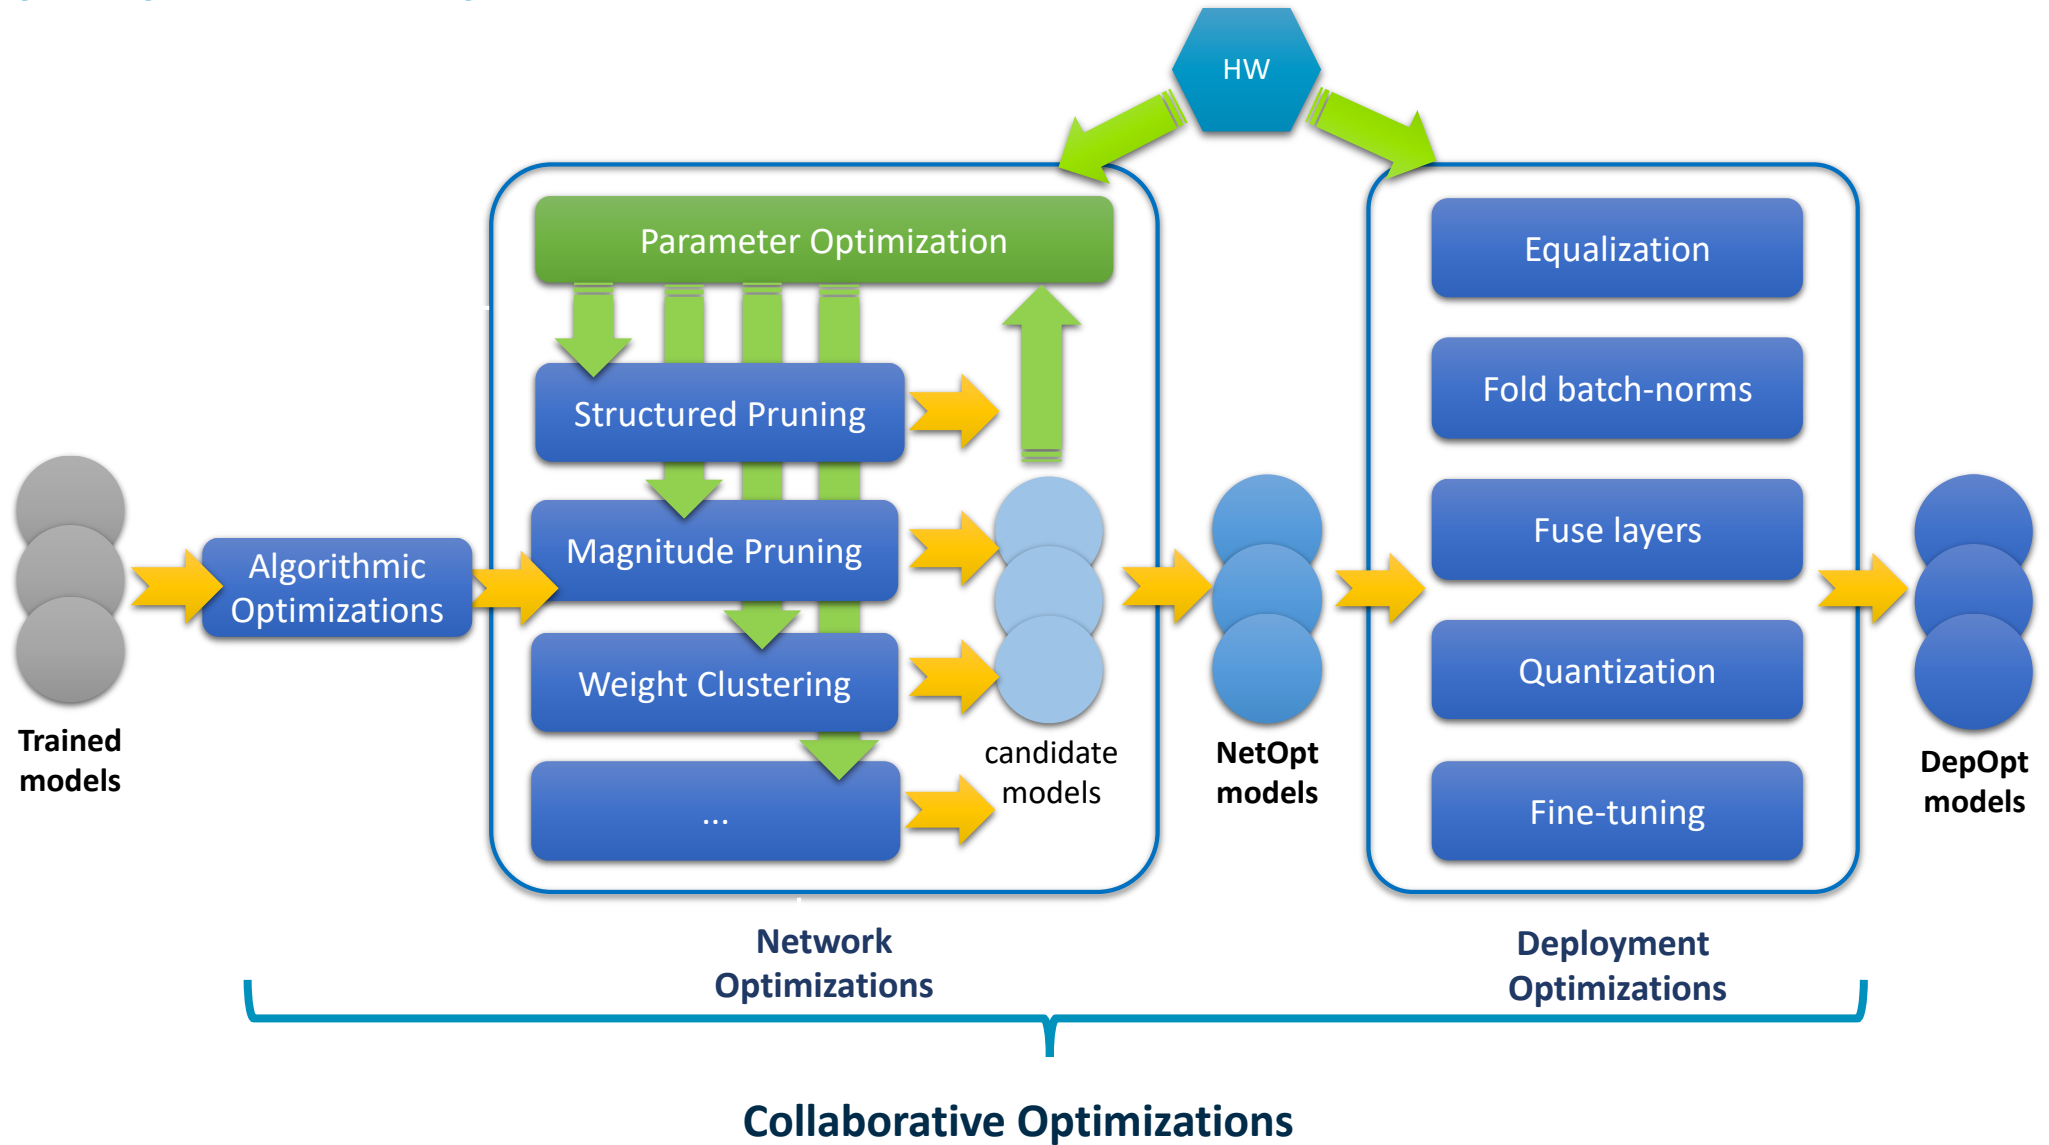 HW
Parameter Optimization
Structured Pruning
Magnitude Pruning
Weight Clustering
...
Algorithmic
Optimizations
Trained
models
candidate
models
NetOpt
models
Equalization
Fold batch-norms
Fuse layers
Quantization
Fine-tuning
DepOpt
models
Network
Optimizations
Deployment
Optimizations
Collaborative Optimizations